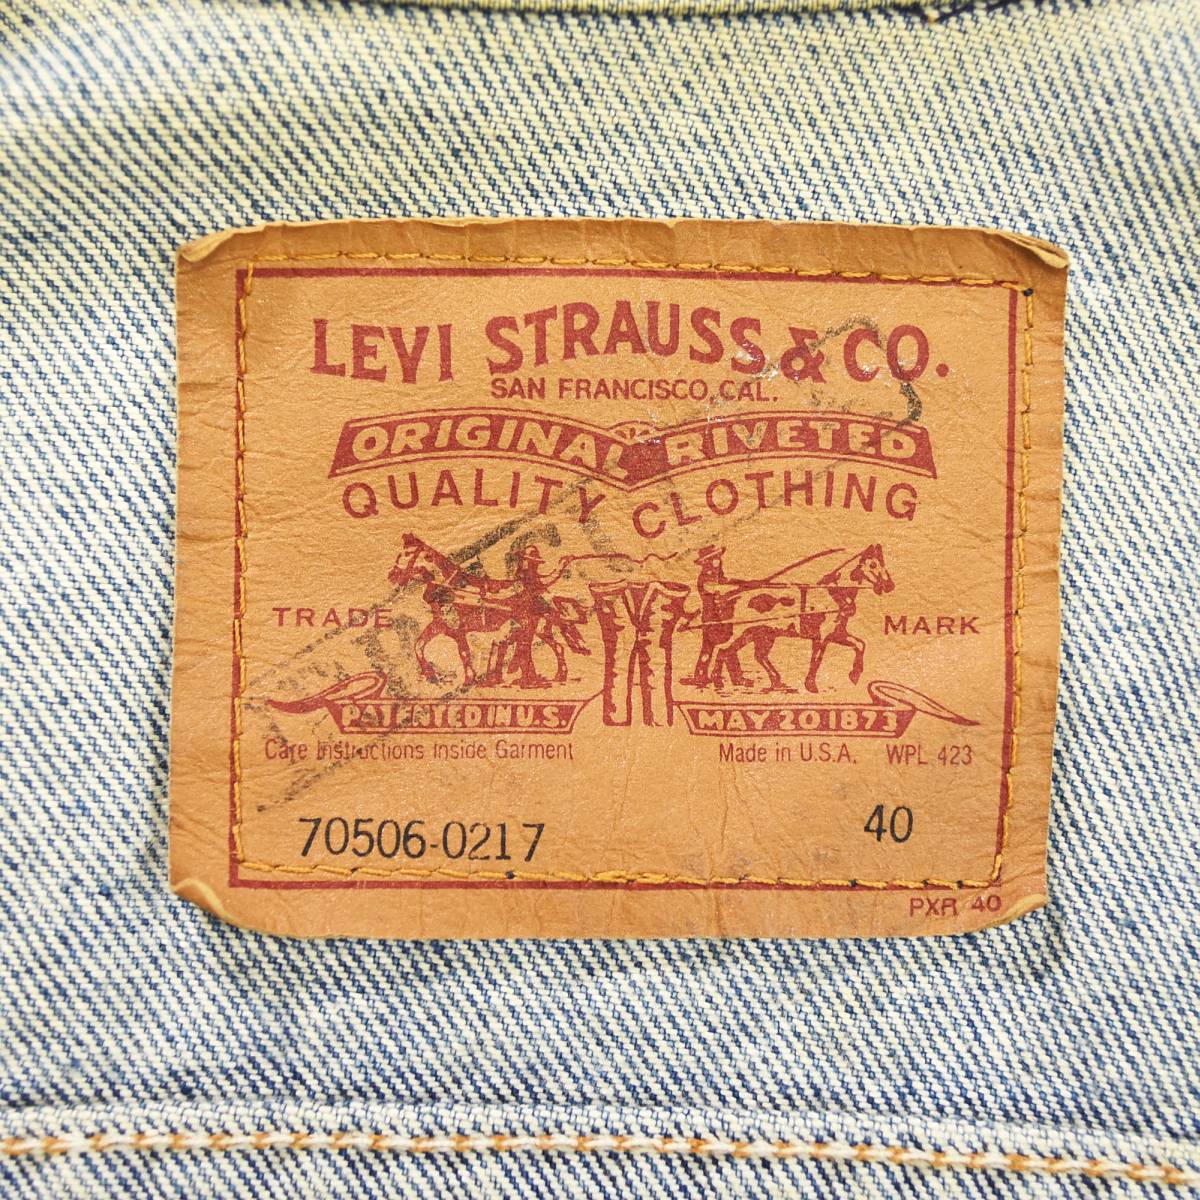 LEVI STRAUSS & CO.
SAN FRANCISCO, CAL.
ORIGINAL RIVETED
QUALITY CLOTHING
TRADE MARK
PATENTED IN U.S. MAY 20 1873
Care Instructions Inside Garment Made in U.S.A. WPL 423
70506-0217 40
PXR 40